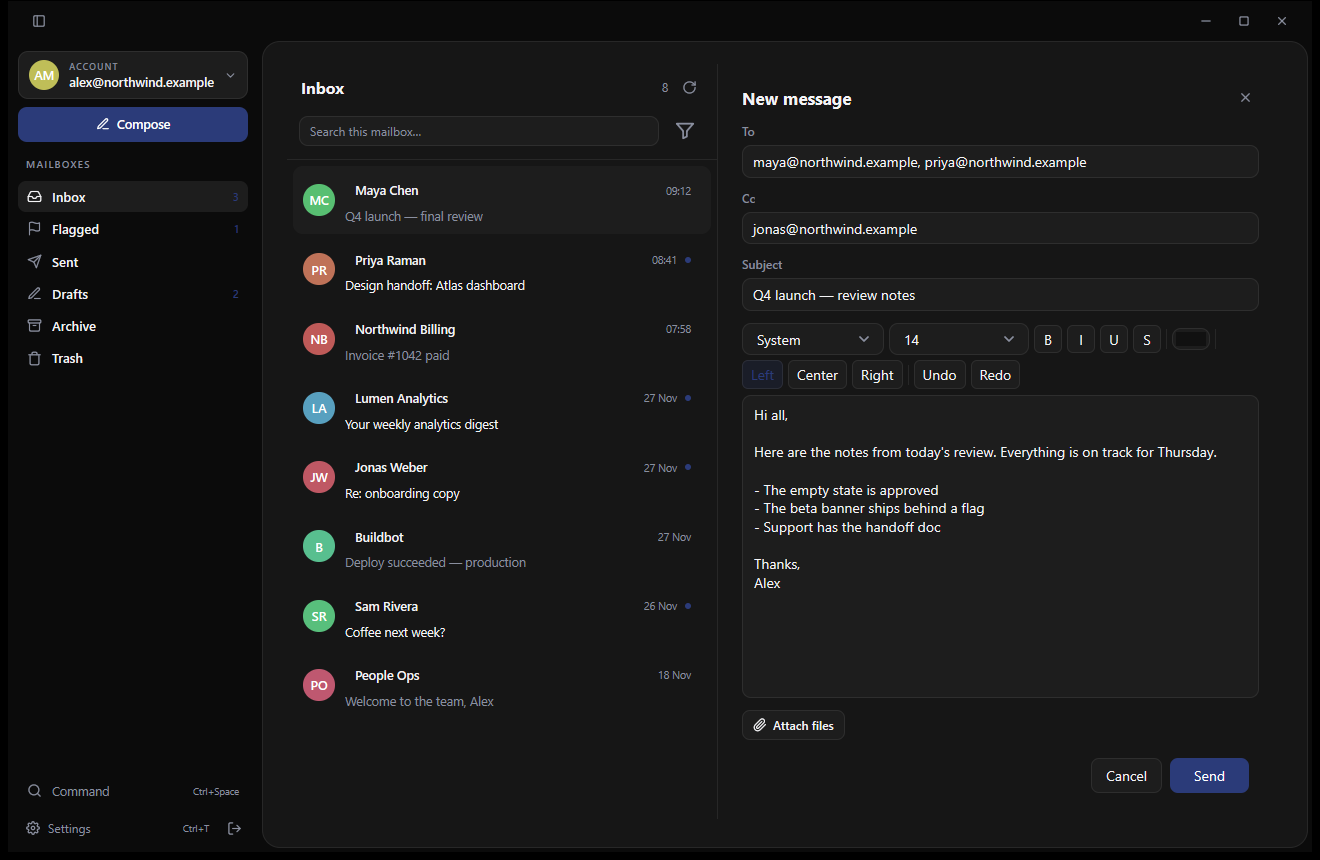 AM
ACCOUNT
alex@northwind.example
Compose
MAILBOXES
Inbox 3
Flagged 1
Sent
Drafts 2
Archive
Trash
Command Ctrl+Space
Settings Ctrl+T
Inbox 8
Search this mailbox...
MC Maya Chen 09:12
Q4 launch — final review
PR Priya Raman 08:41
Design handoff: Atlas dashboard
NB Northwind Billing 07:58
Invoice #1042 paid
LA Lumen Analytics 27 Nov
Your weekly analytics digest
JW Jonas Weber 27 Nov
Re: onboarding copy
B Buildbot 27 Nov
Deploy succeeded — production
SR Sam Rivera 26 Nov
Coffee next week?
PO People Ops 18 Nov
Welcome to the team, Alex
New message
To
maya@northwind.example, priya@northwind.example
Cc
jonas@northwind.example
Subject
Q4 launch — review notes
System 14 B I U S
Left Center Right Undo Redo
Hi all,
Here are the notes from today's review. Everything is on track for Thursday.
- The empty state is approved
- The beta banner ships behind a flag
- Support has the handoff doc
Thanks,
Alex
Attach files
Cancel Send